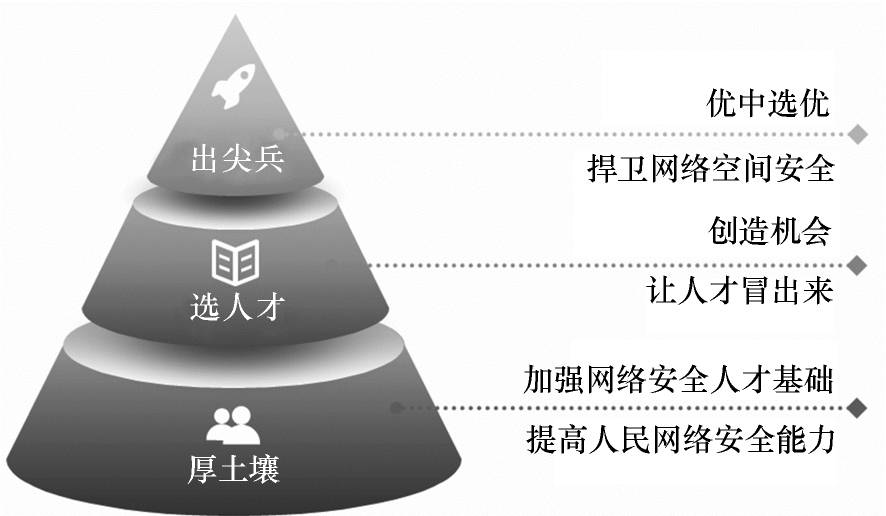 优中选优
出尖兵
捍卫网络空间安全
创造机会
选人才
让人才冒出来
加强网络安全人才基础
厚土壤
提高人民网络安全能力